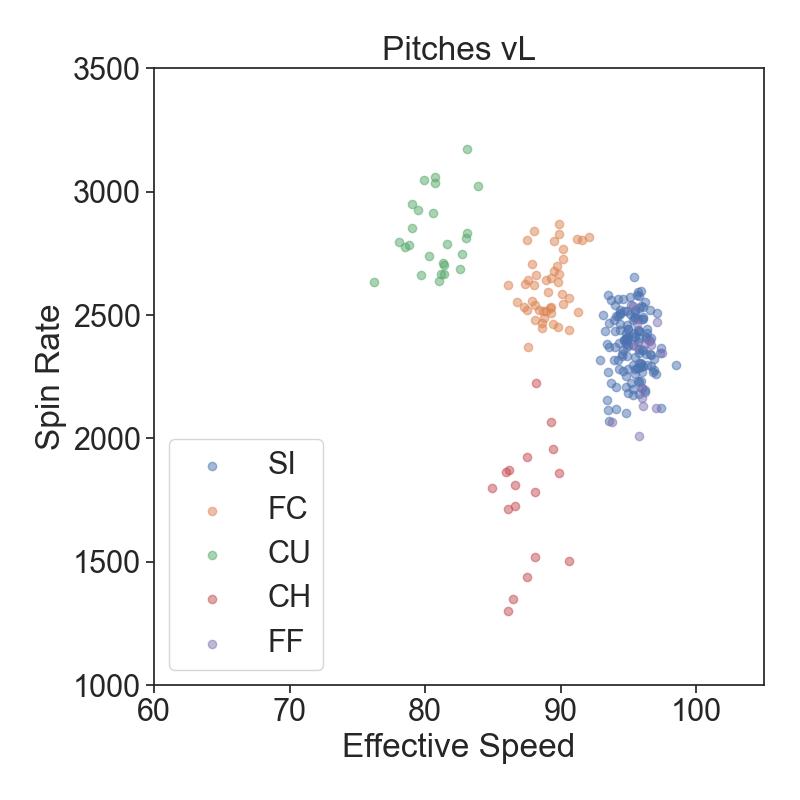 Pitches vL
3500
3000
2500
2000
1500
1000
Spin Rate
SI
FC
CU
CH
FF
60 70 80 90 100
Effective Speed